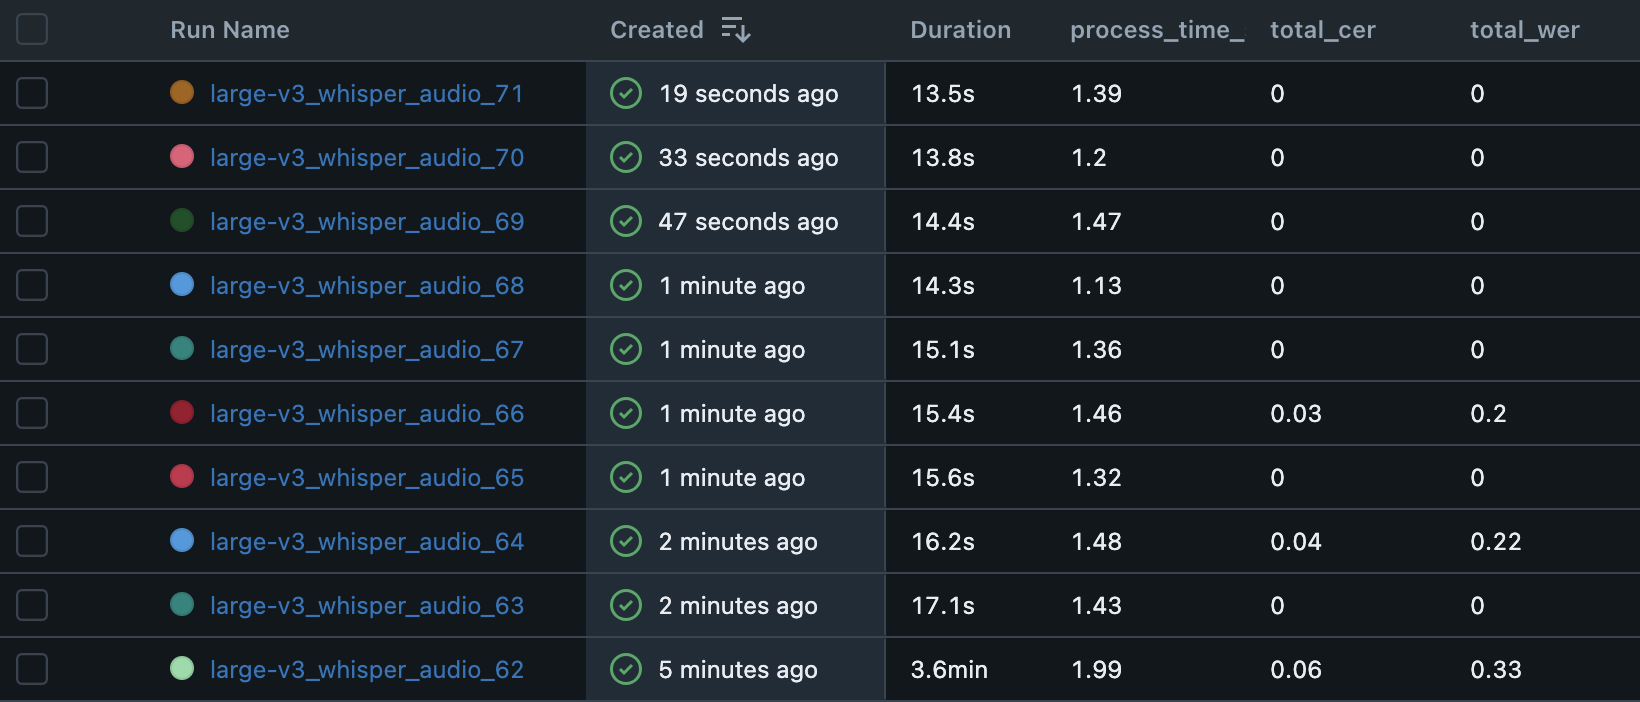 Run Name Created Duration process_time_ total_cer total_wer
large-v3_whisper_audio_71 19 seconds ago 13.5s 1.39 0 0
large-v3_whisper_audio_70 33 seconds ago 13.8s 1.2 0 0
large-v3_whisper_audio_69 47 seconds ago 14.4s 1.47 0 0
large-v3_whisper_audio_68 1 minute ago 14.3s 1.13 0 0
large-v3_whisper_audio_67 1 minute ago 15.1s 1.36 0 0
large-v3_whisper_audio_66 1 minute ago 15.4s 1.46 0.03 0.2
large-v3_whisper_audio_65 1 minute ago 15.6s 1.32 0 0
large-v3_whisper_audio_64 2 minutes ago 16.2s 1.48 0.04 0.22
large-v3_whisper_audio_63 2 minutes ago 17.1s 1.43 0 0
large-v3_whisper_audio_62 5 minutes ago 3.6min 1.99 0.06 0.33